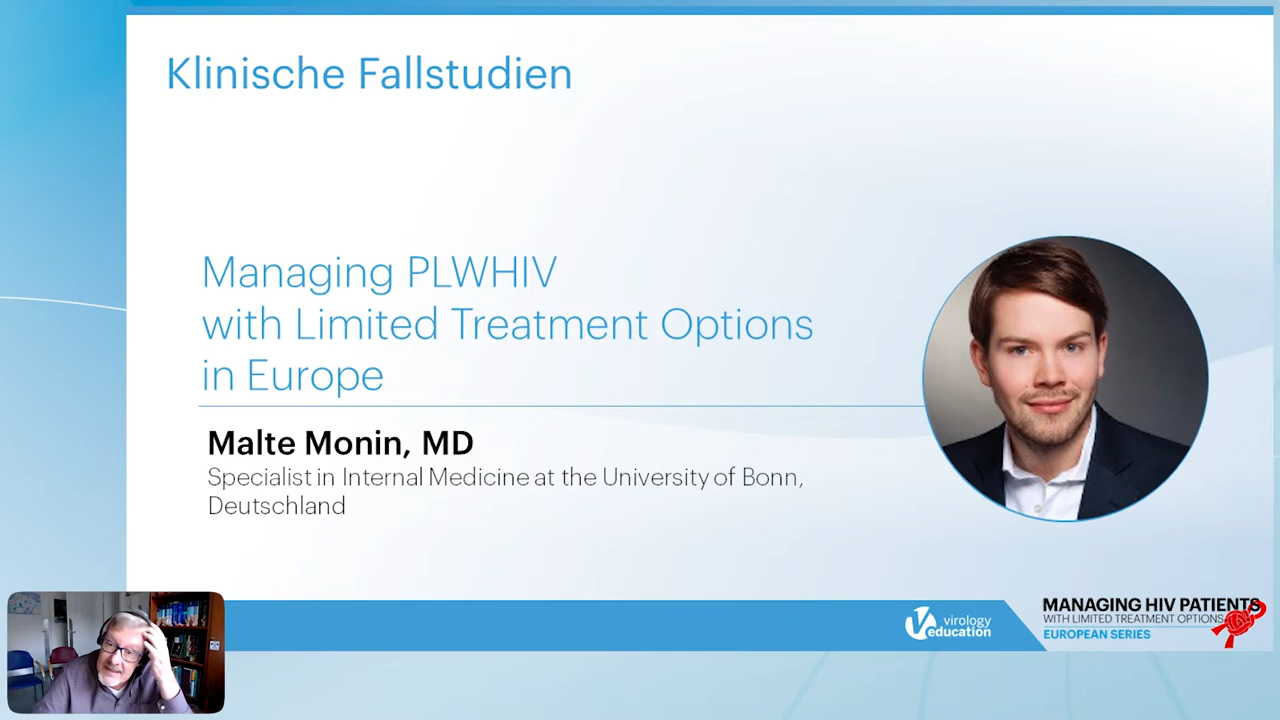 Klinische Fallstudien
Managing PLWHIV
with Limited Treatment Options
in Europe
Malte Monin, MD
Specialist in Internal Medicine at the University of Bonn,
Deutschland
virology
education
MANAGING HIV PATIENTS
WITH LIMITED TREATMENT OPTIONS
EUROPEAN SERIES